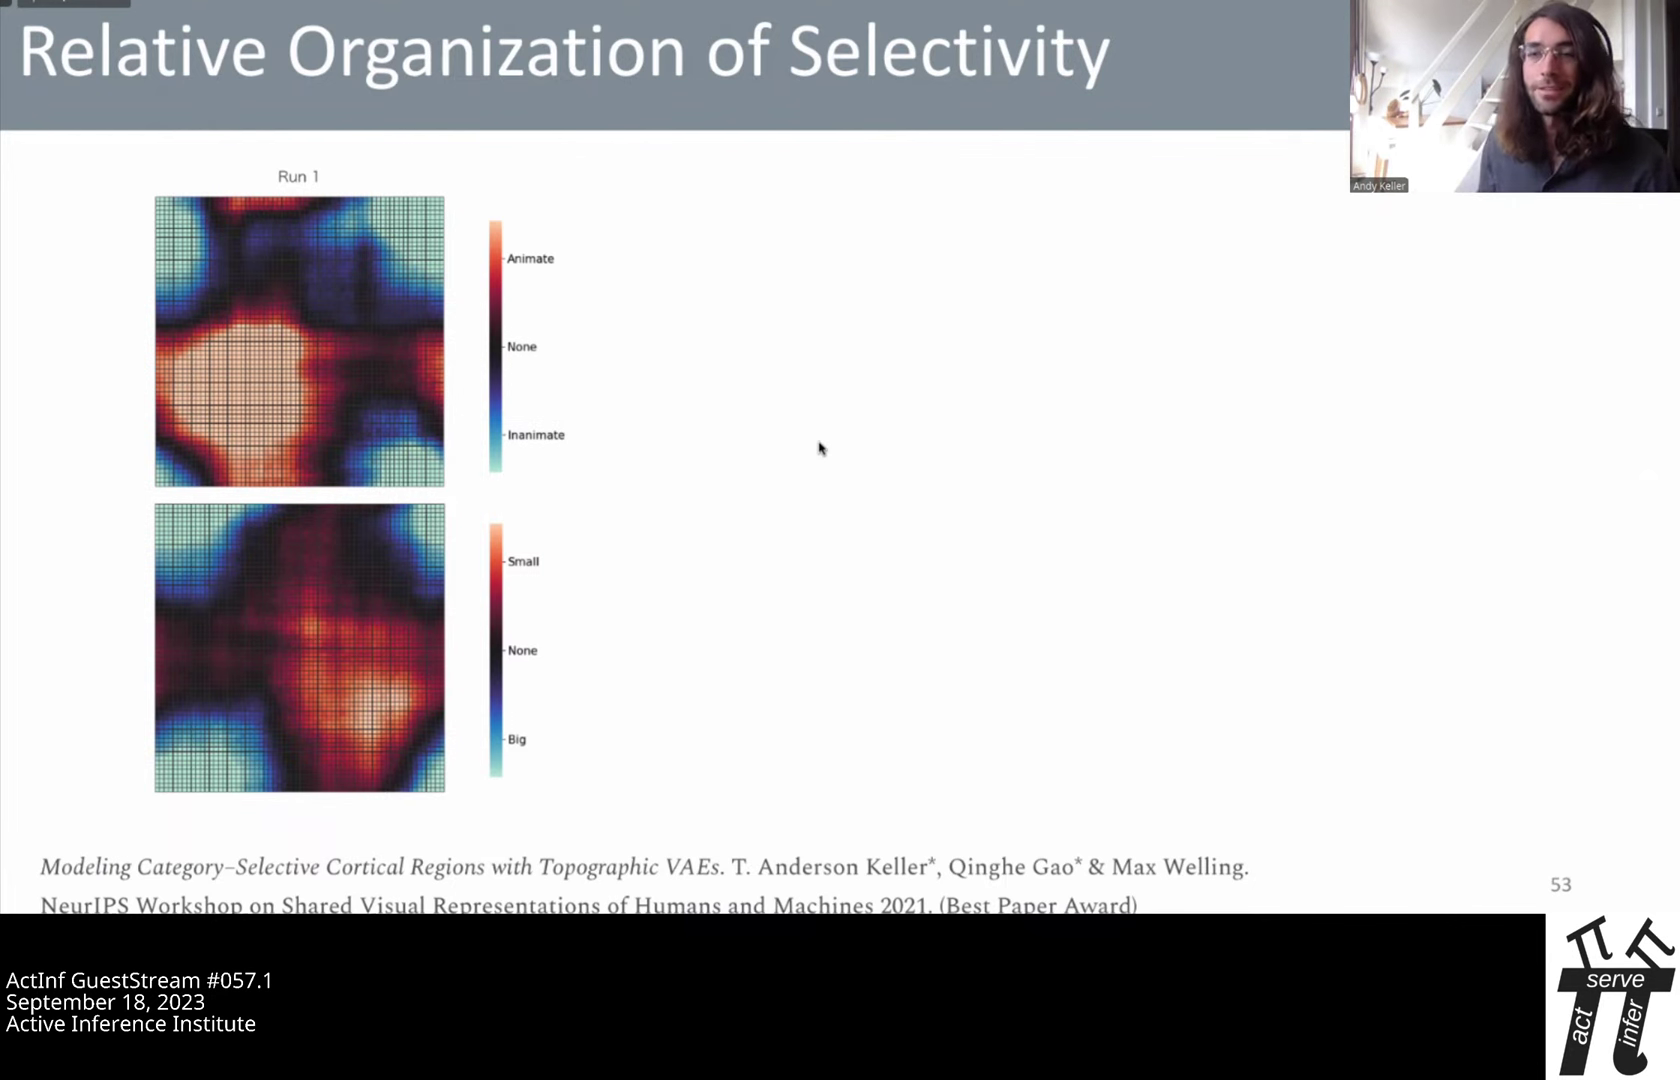 Relative Organization of Selectivity
Andy Keller
Run 1
Animate
None
Inanimate
Small
None
Big
Modeling Category–Selective Cortical Regions with Topographic VAEs. T. Anderson Keller*, Qinghe Gao* & Max Welling.
NeurIPS Workshop on Shared Visual Representations of Humans and Machines 2021. (Best Paper Award)
53
ActInf GuestStream #057.1
September 18, 2023
Active Inference Institute
serve
act
infer